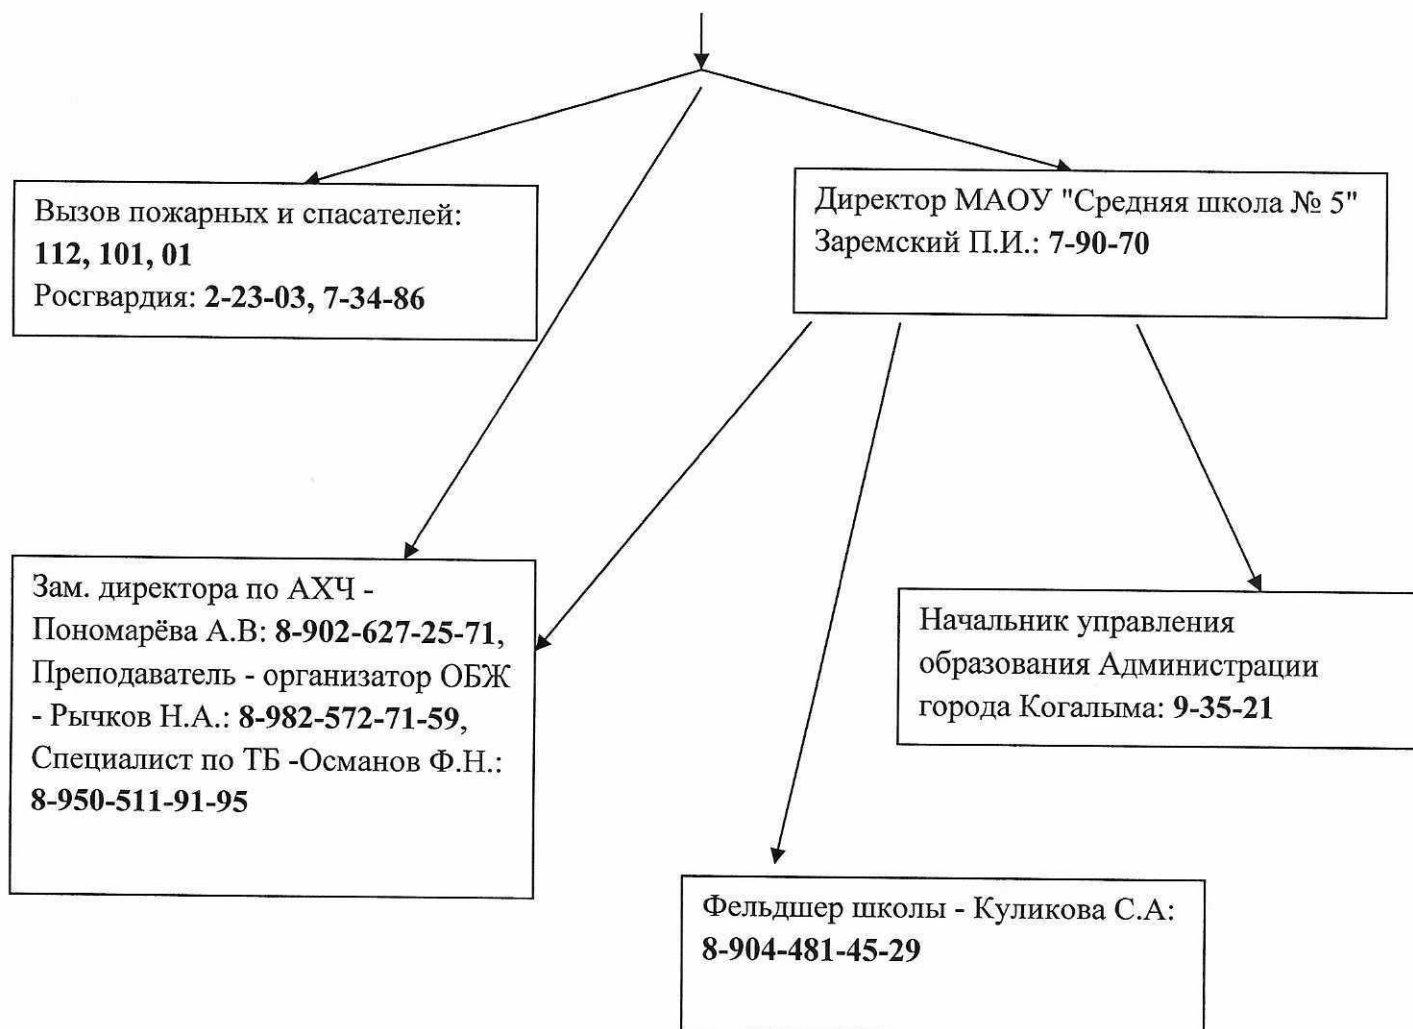 Вызов пожарных и спасателей:
112, 101, 01
Росгвардия: 2-23-03, 7-34-86
Директор МАОУ "Средняя школа № 5"
Заремский П.И.: 7-90-70
Зам. директора по АХЧ -
Пономарёва А.В: 8-902-627-25-71,
Преподаватель - организатор ОБЖ
- Рычков Н.А.: 8-982-572-71-59,
Специалист по ТБ -Османов Ф.Н.:
8-950-511-91-95
Начальник управления
образования Администрации
города Когалыма: 9-35-21
Фельдшер школы - Куликова С.А:
8-904-481-45-29